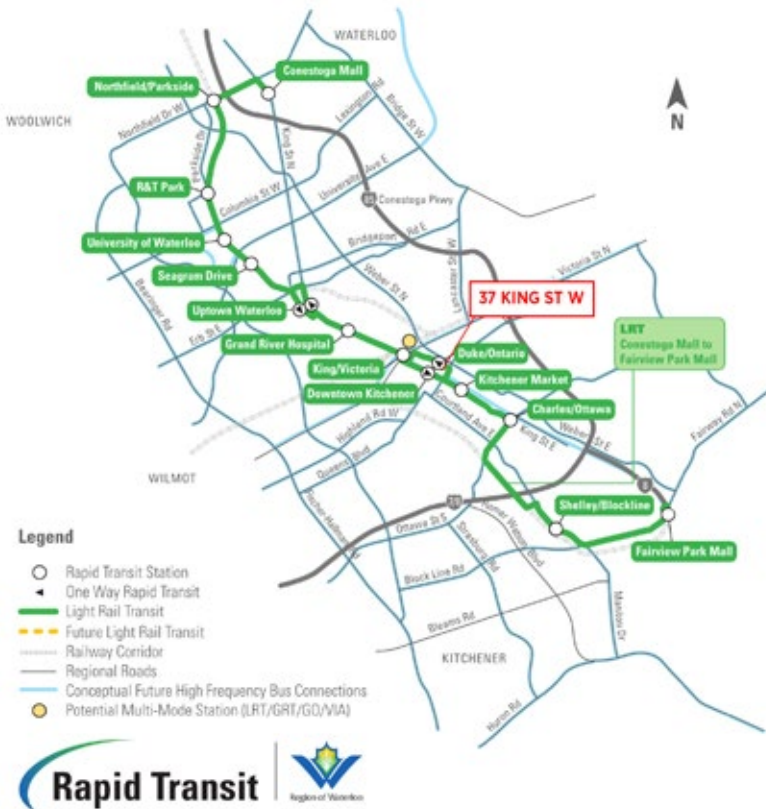 WATERLOO
Conestoga Mall
Northfield/Parkside
Lexington Rd
Bridge St W
WOOLWICH
Northfield Dr W
Parkside Dr
King St N
R&T Park
Columbia St W
University Ave E
85
Conestoga Pkwy
University of Waterloo
Bridgeport Rd E
Seagram Drive
Weber St N
Lancaster St W
Victoria St N
Bearinger Rd
Uptown Waterloo
37 KING ST W
Erb St E
Grand River Hospital
LRT
Conestoga Mall to
Fairview Park Mall
King/Victoria
Duke/Ontario
Downtown Kitchener
Kitchener Market
Charles/Ottawa
Highland Rd W
Courtland Ave E
King St E
Weber St E
Fairway Rd N
Queens Blvd
WILMOT
8
Fischer-Hallman Rd
Ottawa St S
Homer Watson Blvd
Shelley/Blockline
Strasburg Rd
Fairview Park Mall
Block Line Rd
Manitou Dr
Bleams Rd
KITCHENER
Huron Rd
N
Legend
Rapid Transit Station
One Way Rapid Transit
Light Rail Transit
Future Light Rail Transit
Railway Corridor
Regional Roads
Conceptual Future High Frequency Bus Connections
Potential Multi-Mode Station (LRT/GRT/GO/VIA)
Rapid Transit
Region of Waterloo